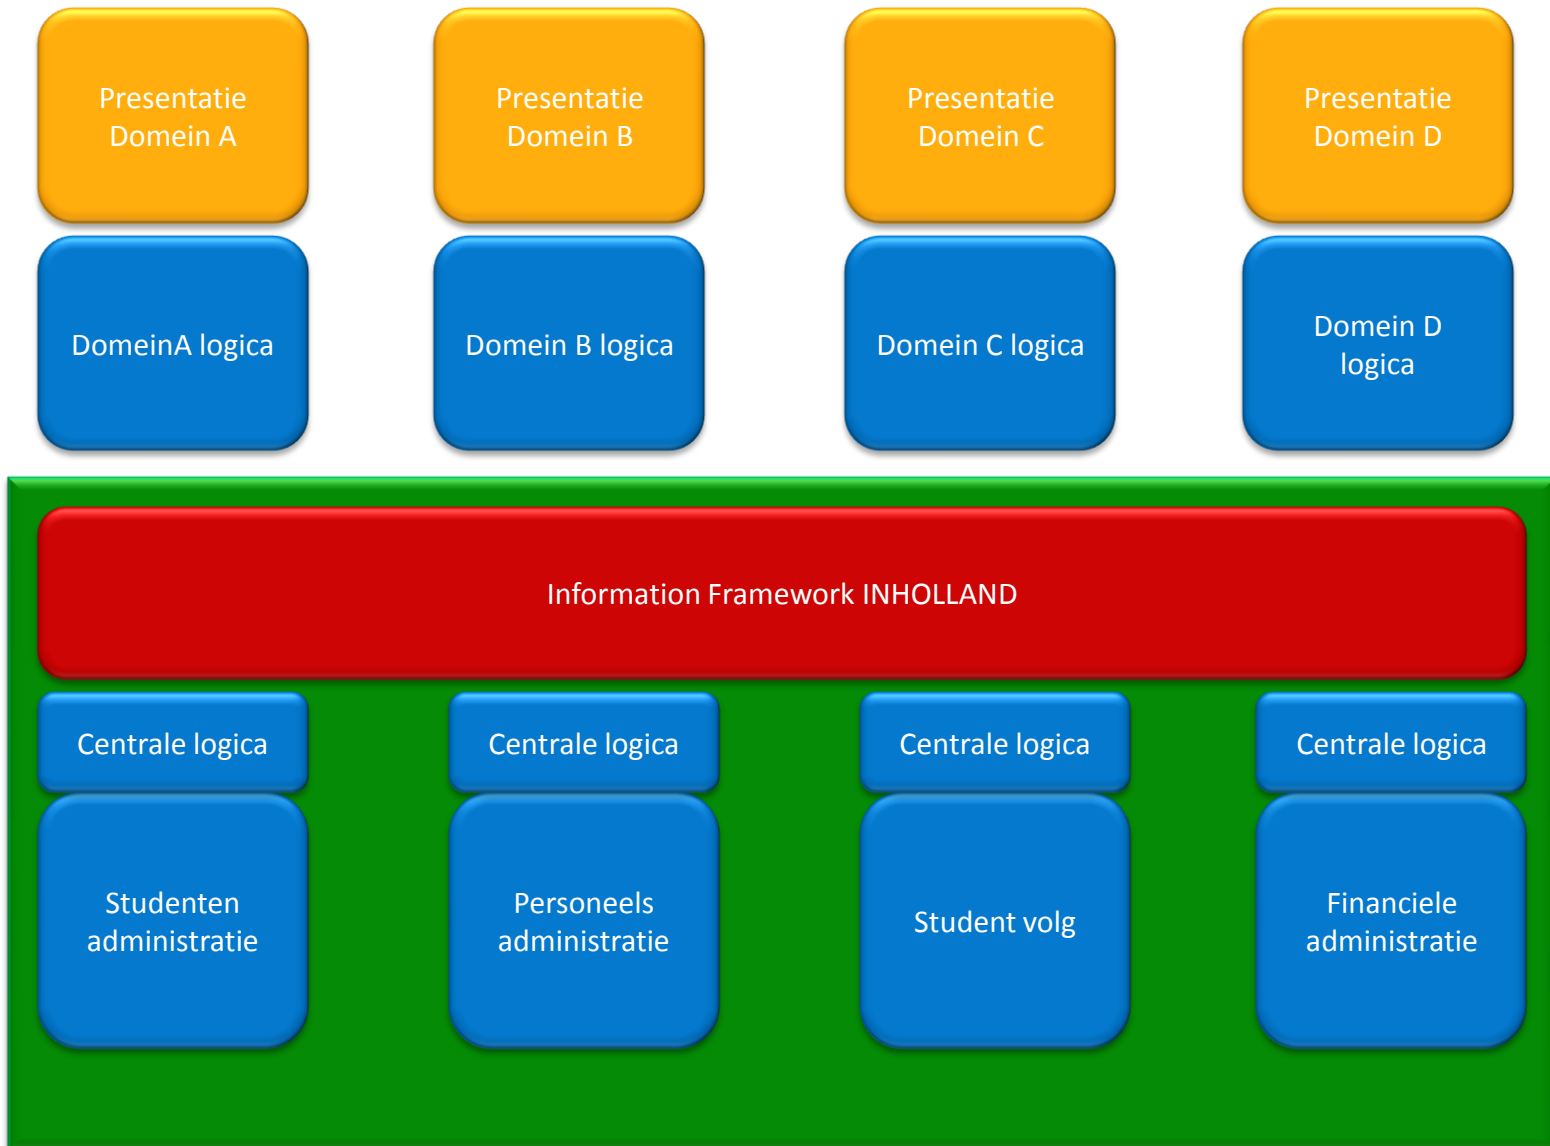 Presentatie
Domein A
Presentatie
Domein B
Presentatie
Domein C
Presentatie
Domein D
DomeinA logica
Domein B logica
Domein C logica
Domein D
logica
Information Framework INHOLLAND
Centrale logica
Centrale logica
Centrale logica
Centrale logica
Studenten
administratie
Personeels
administratie
Student volg
Financiele
administratie